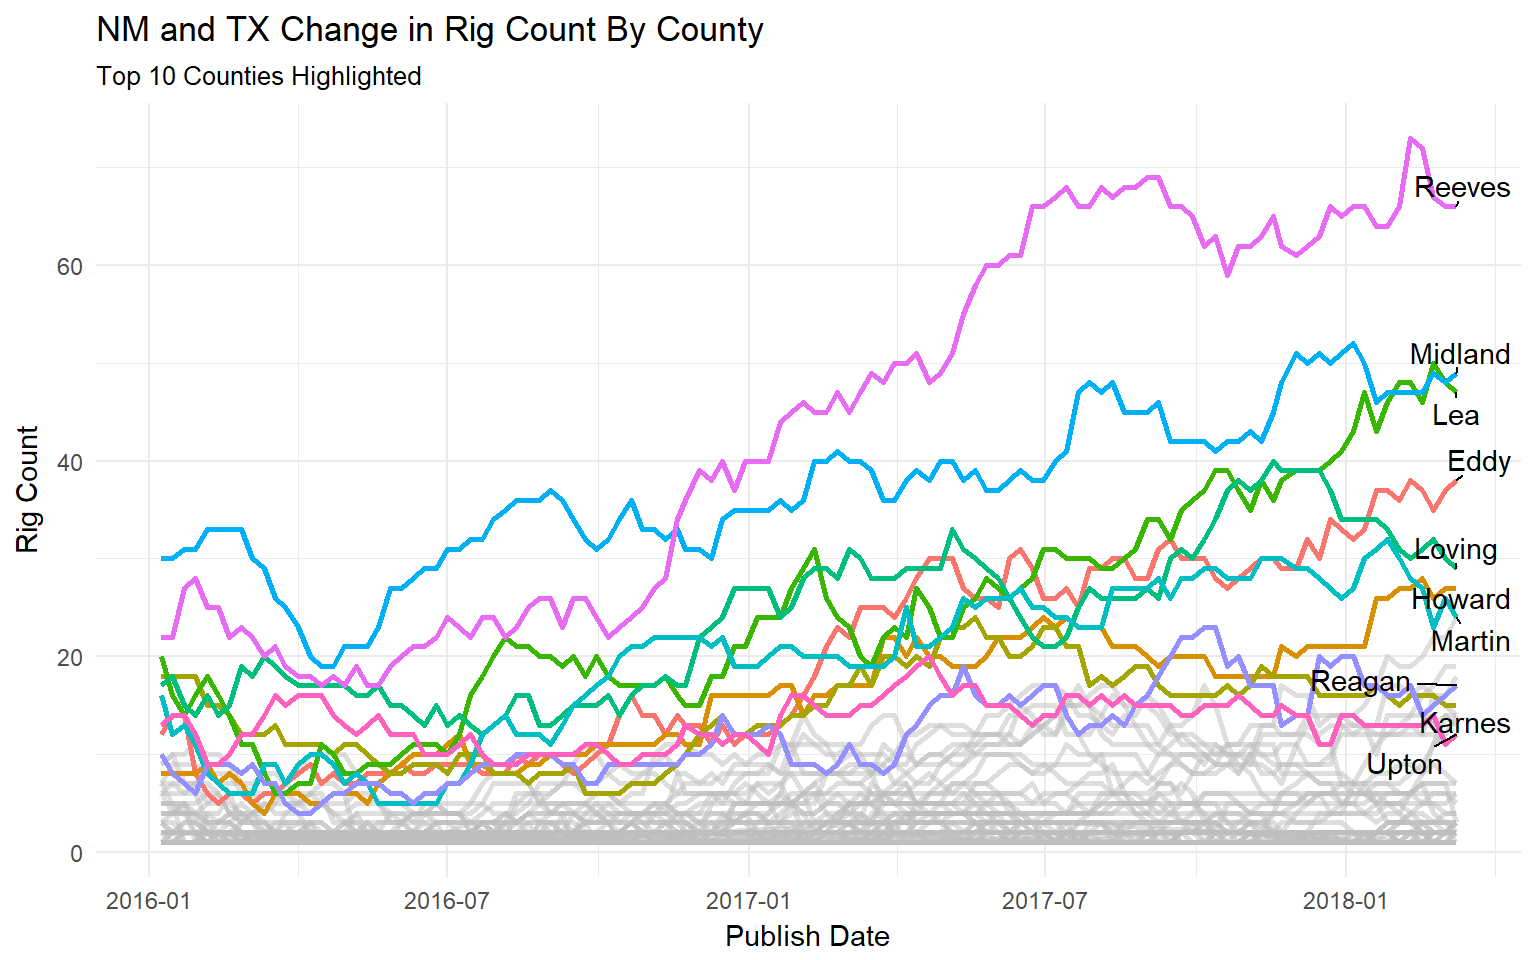 NM and TX Change in Rig Count By County
Top 10 Counties Highlighted
Rig Count
60
40
20
0
Reeves
Midland
Lea
Eddy
Loving
Howard
Martin
Reagan
Karnes
Upton
2016-01
2016-07
2017-01
2017-07
2018-01
Publish Date